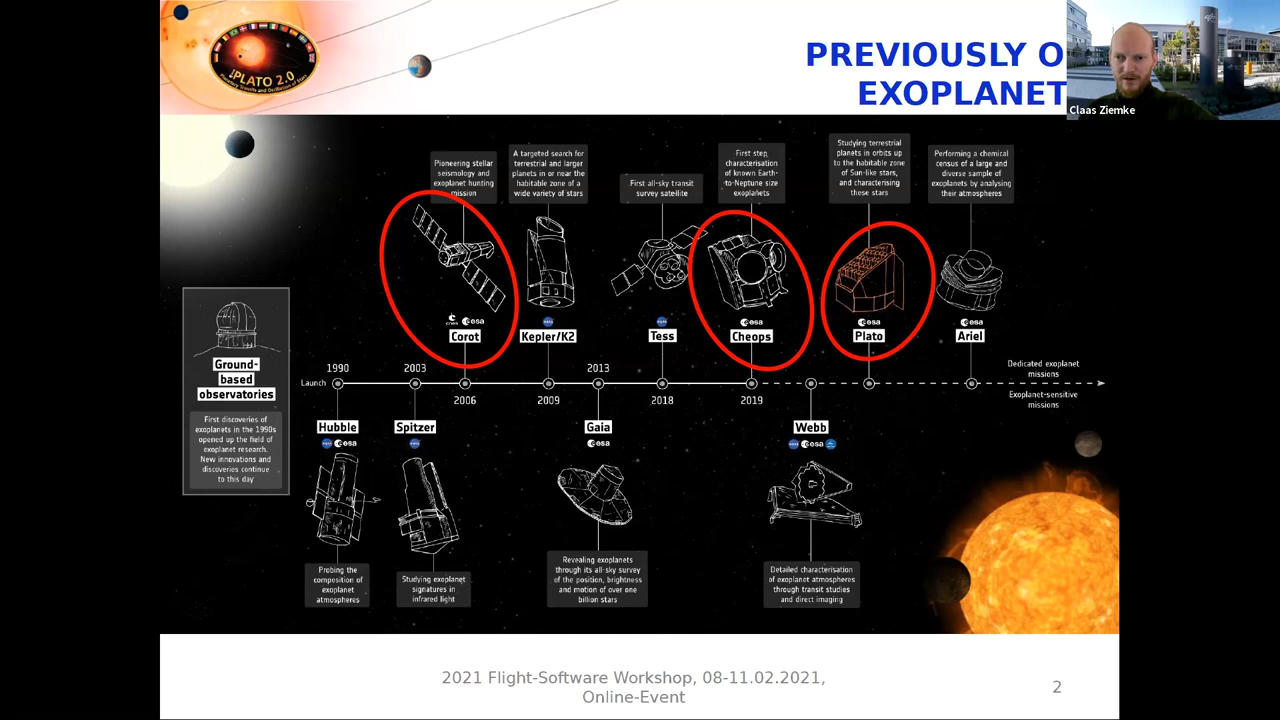 PLATO 2.0
PREVIOUSLY O
EXOPLANET
Claas Ziemke
Pioneering stellar
seismology and
exoplanet hunting
mission
A targeted search for
terrestrial and larger
planets in or near the
habitable zone of a
wide variety of stars
First all-sky transit
survey satellite
First step,
characterisation
of known Earth-
to-Neptune size
exoplanets
Studying terrestrial
planets in orbits up
to the habitable zone
of Sun-like stars,
and characterising
these stars
Performing a chemical
census of a large and
diverse sample of
exoplanets by analysing
their atmospheres
cnes esa
esa
esa
esa
Corot
Kepler/K2
Tess
Cheops
Plato
Ariel
Ground-
based
observatories
First discoveries of
exoplanets in the 1990s
opened up the field of
exoplanet research.
New innovations and
discoveries continue
to this day
1990
2003
2013
Launch
2006
2009
2018
2019
Dedicated exoplanet
missions
Exoplanet-sensitive
missions
Hubble
Spitzer
Gaia
Webb
esa
esa
esa
Probing the
composition of
exoplanet
atmospheres
Studying exoplanet
signatures in
infrared light
Revealing exoplanets
through its all-sky survey
of the position, brightness
and motion of over one
billion stars
Detailed characterisation
of exoplanet atmospheres
through transit studies
and direct imaging
2021 Flight-Software Workshop, 08-11.02.2021,
Online-Event
2